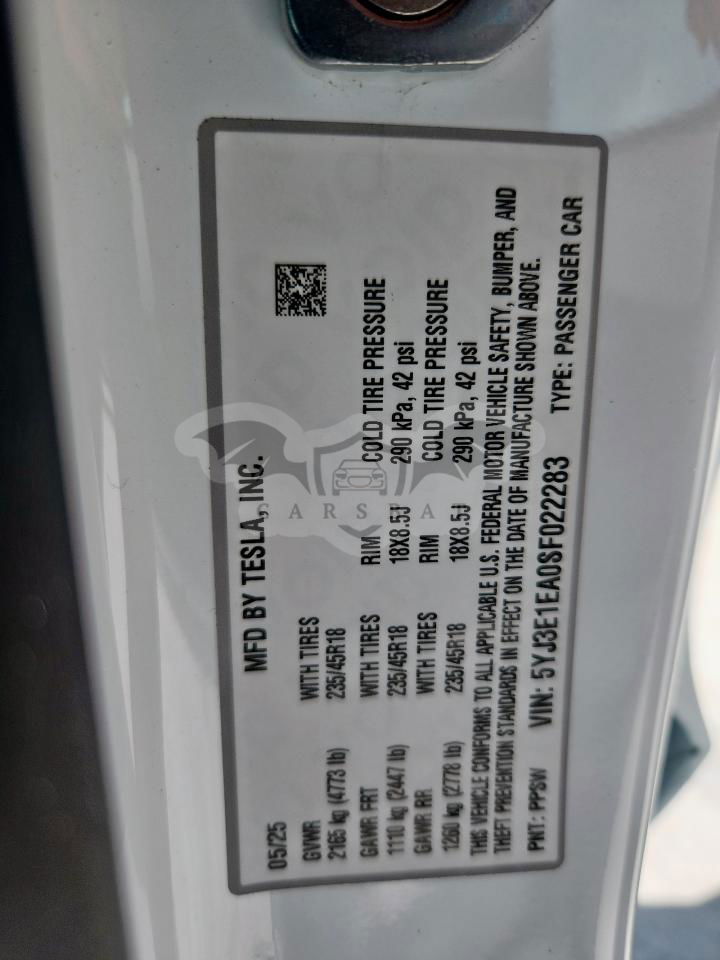 MFD BY TESLA, INC.
05/25
GVWR WITH TIRES
2165 kg (4773 lb) 235/45R18
GAWR FRT WITH TIRES RIM COLD TIRE PRESSURE
1110 kg (2447 lb) 235/45R18 18X8.5J 290 kPa, 42 psi
GAWR RR WITH TIRES RIM COLD TIRE PRESSURE
1260 kg (2778 lb) 235/45R18 18X8.5J 290 kPa, 42 psi
THIS VEHICLE CONFORMS TO ALL APPLICABLE U.S. FEDERAL MOTOR VEHICLE SAFETY, BUMPER, AND
THEFT PREVENTION STANDARDS IN EFFECT ON THE DATE OF MANUFACTURE SHOWN ABOVE.
PNT: PPSW VIN: 5YJ3E1EA0SF022283 TYPE: PASSENGER CAR